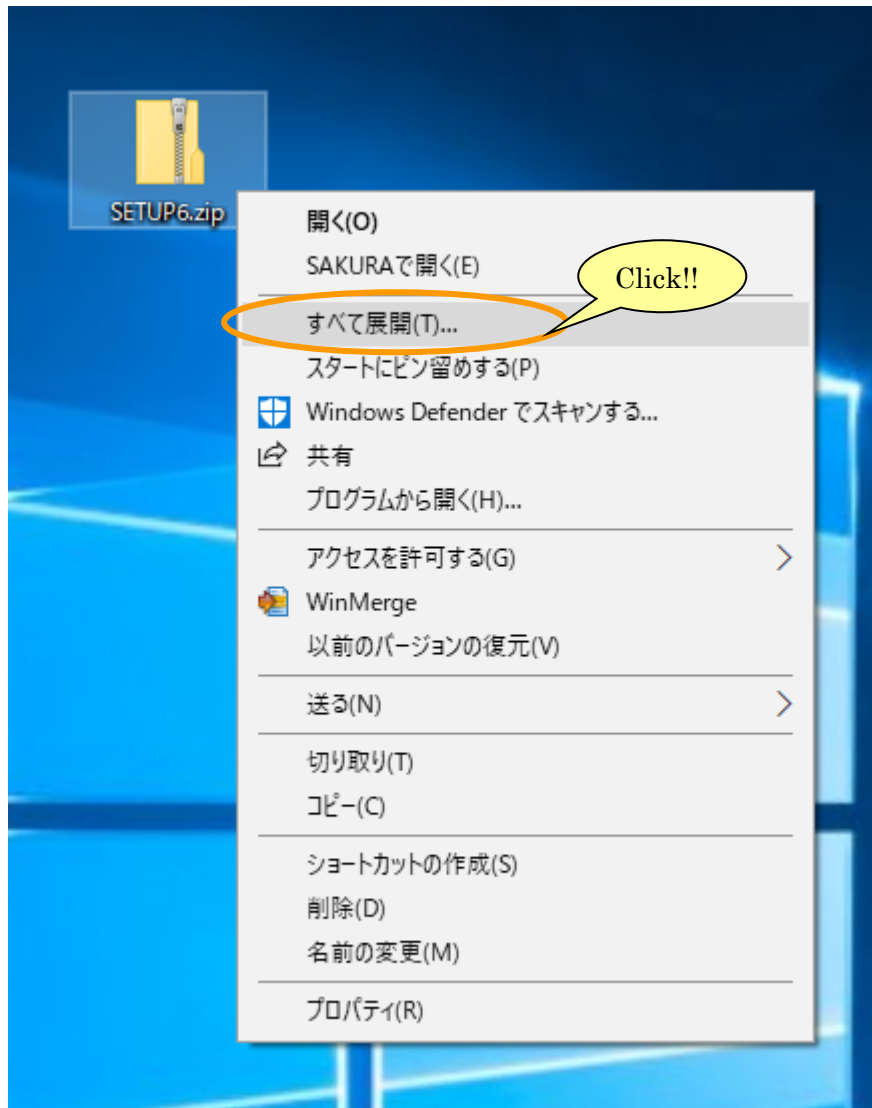 SETUP6.zip
開く(O)
SAKURAで開く(E)
Click!!
すべて展開(T)...
スタートにピン留めする(P)
Windows Defender でスキャンする...
共有
プログラムから開く(H)...
アクセスを許可する(G)
WinMerge
以前のバージョンの復元(V)
送る(N)
切り取り(T)
コピー(C)
ショートカットの作成(S)
削除(D)
名前の変更(M)
プロパティ(R)